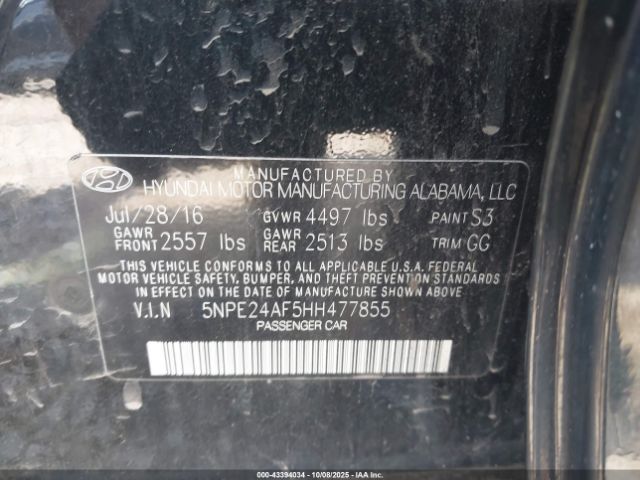 MANUFACTURED BY
HYUNDAI MOTOR MANUFACTURING ALABAMA, LLC
Jul/28/16 GVWR 4497 lbs PAINT S3
GAWR FRONT 2557 lbs GAWR REAR 2513 lbs TRIM GG
THIS VEHICLE CONFORMS TO ALL APPLICABLE U.S.A. FEDERAL
MOTOR VEHICLE SAFETY, BUMPER, AND THEFT PREVENTION STANDARDS
IN EFFECT ON THE DATE OF MANUFACTURE SHOWN ABOVE
V.I.N 5NPE24AF5HH477855
PASSENGER CAR
© 43394034 - 10/08/2025 - IAA Inc.